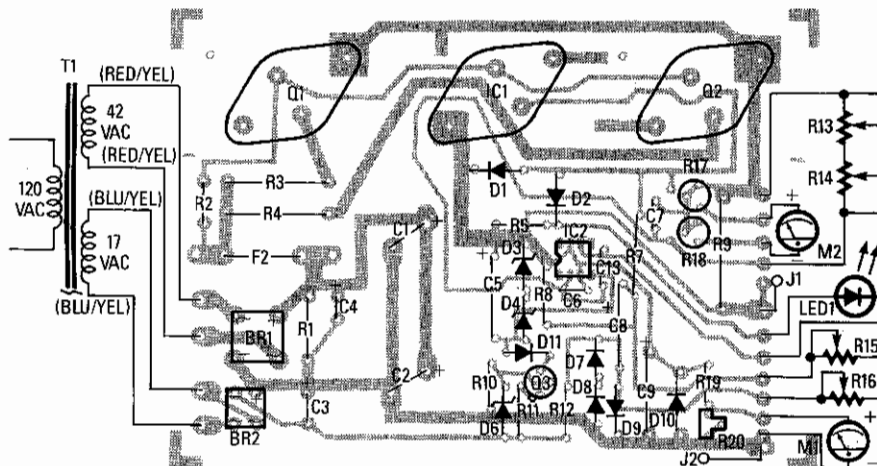 T1
(RED/YEL)
42
VAC
(RED/YEL)
120
VAC
(BLU/YEL)
17
VAC
(BLU/YEL)
Q1
IC1
Q2
R13
R14
D1
R17
R3
R2
R4
D2
C7
C1
R5
IC2
R7
R9
M2
F2
D3
R18
C13
J1
C5
R8
C6
LED1
C4
D4
R1
C8
BR1
D11
R15
D7
C2
R10
Q3
D8
C9
R19
R16
C3
R11
R12
BR2
D6
D9
D10
R20
M1
J2
+
-